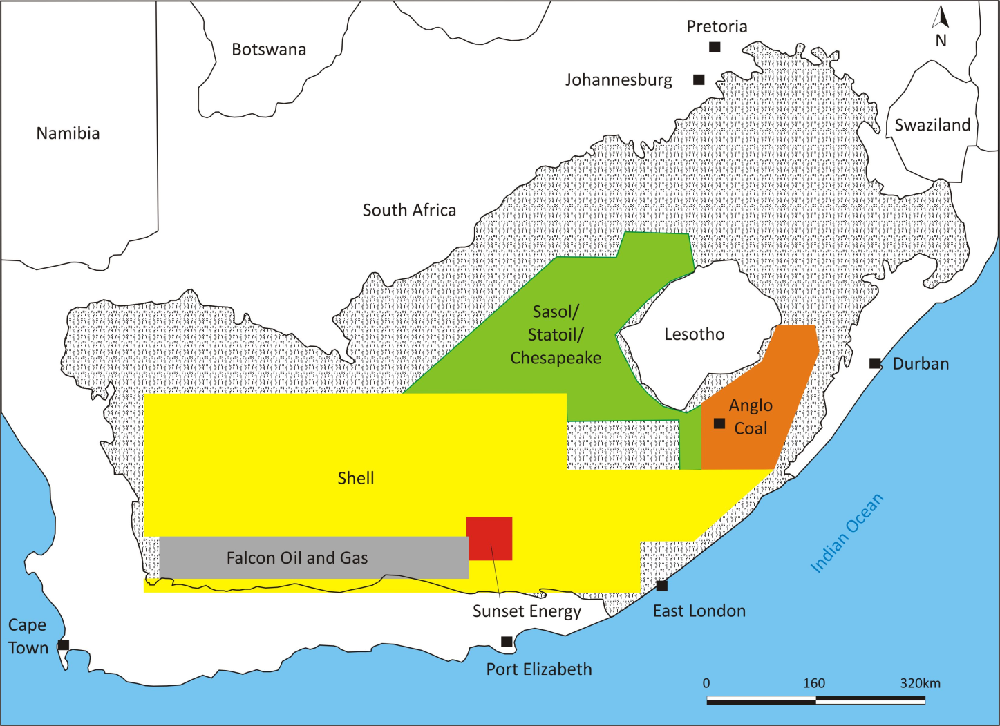 Pretoria
N
Botswana
Johannesburg
Namibia
Swaziland
South Africa
Sasol/
Statoil/
Chesapeake
Lesotho
Durban
Anglo
Coal
Shell
Indian Ocean
Falcon Oil and Gas
Sunset Energy
East London
Cape
Town
Port Elizabeth
0 160 320km